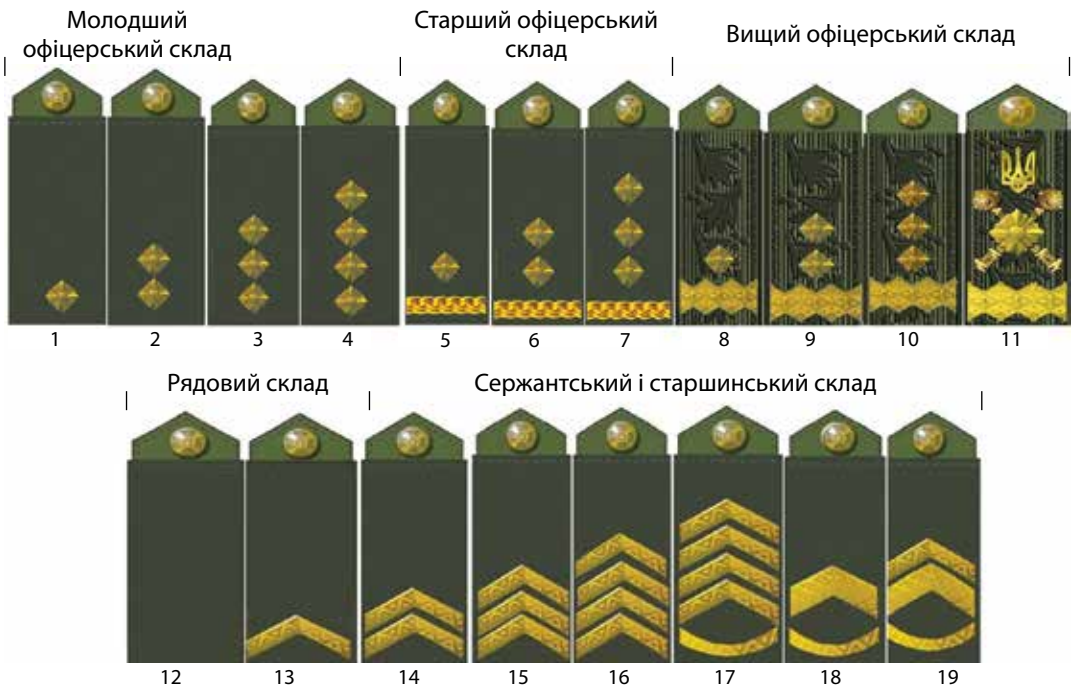 Молодший
офіцерський склад
Старший офіцерський
склад
Вищий офіцерський склад
1 2 3 4 5 6 7 8 9 10 11
Рядовий склад
Сержантський і старшинський склад
12 13 14 15 16 17 18 19